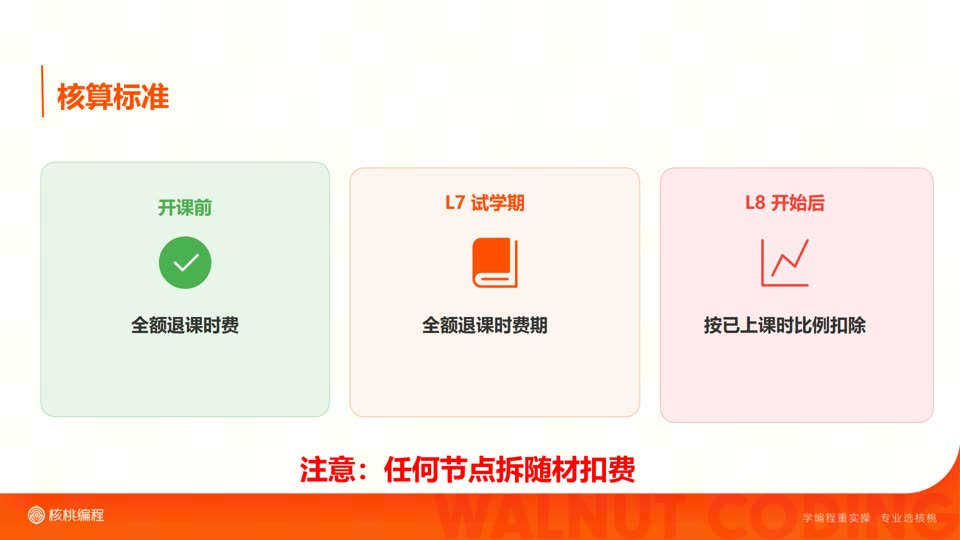 核算标准
开课前
全额退课时费
L7 试学期
全额退课时费期
L8 开始后
按已上课时比例扣除
注意：任何节点拆随材扣费
核桃编程
WALNUT CODING
学编程重实操 专业选核桃